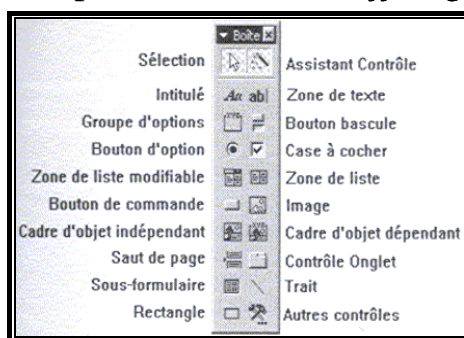 Boîte
Sélection Assistant Contrôle
Intitulé Aa ab| Zone de texte
Groupe d'options Bouton bascule
Bouton d'option Case à cocher
Zone de liste modifiable Zone de liste
Bouton de commande Image
Cadre d'objet indépendant Cadre d'objet dépendant
Saut de page Contrôle Onglet
Sous-formulaire Trait
Rectangle Autres contrôles